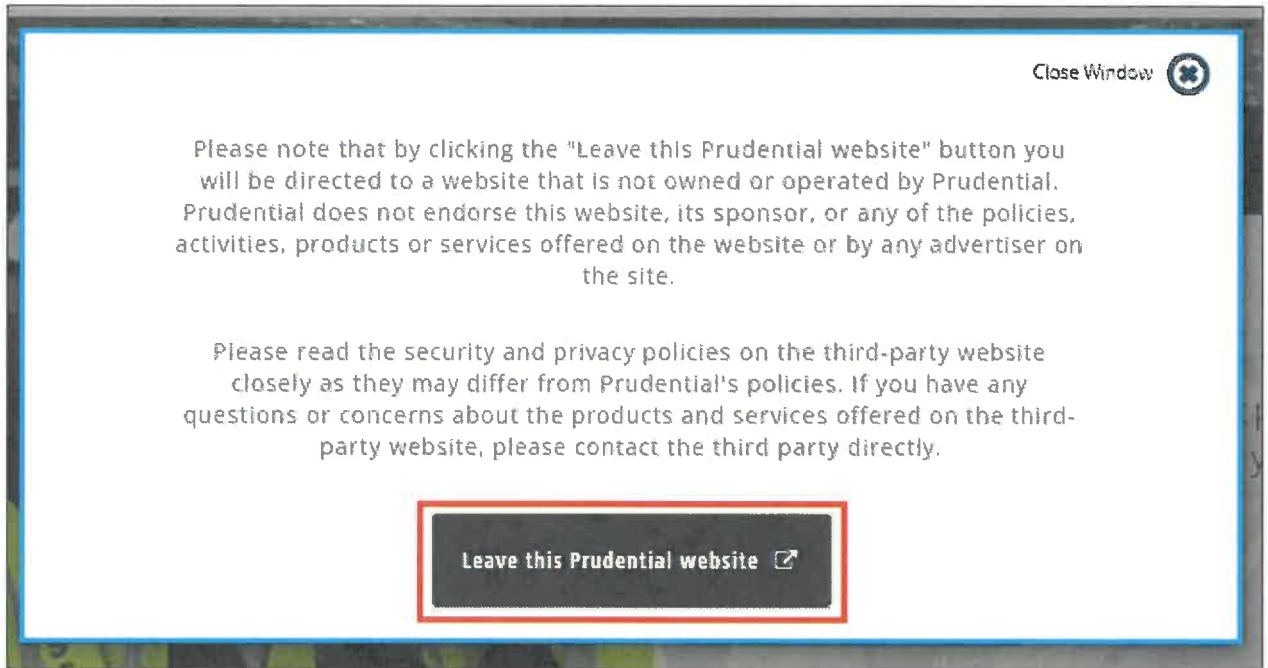 Close Window
Please note that by clicking the "Leave this Prudential website" button you
will be directed to a website that is not owned or operated by Prudential.
Prudential does not endorse this website, its sponsor, or any of the policies,
activities, products or services offered on the website or by any advertiser on
the site.
Please read the security and privacy policies on the third-party website
closely as they may differ from Prudential's policies. If you have any
questions or concerns about the products and services offered on the third-
party website, please contact the third party directly.
Leave this Prudential website